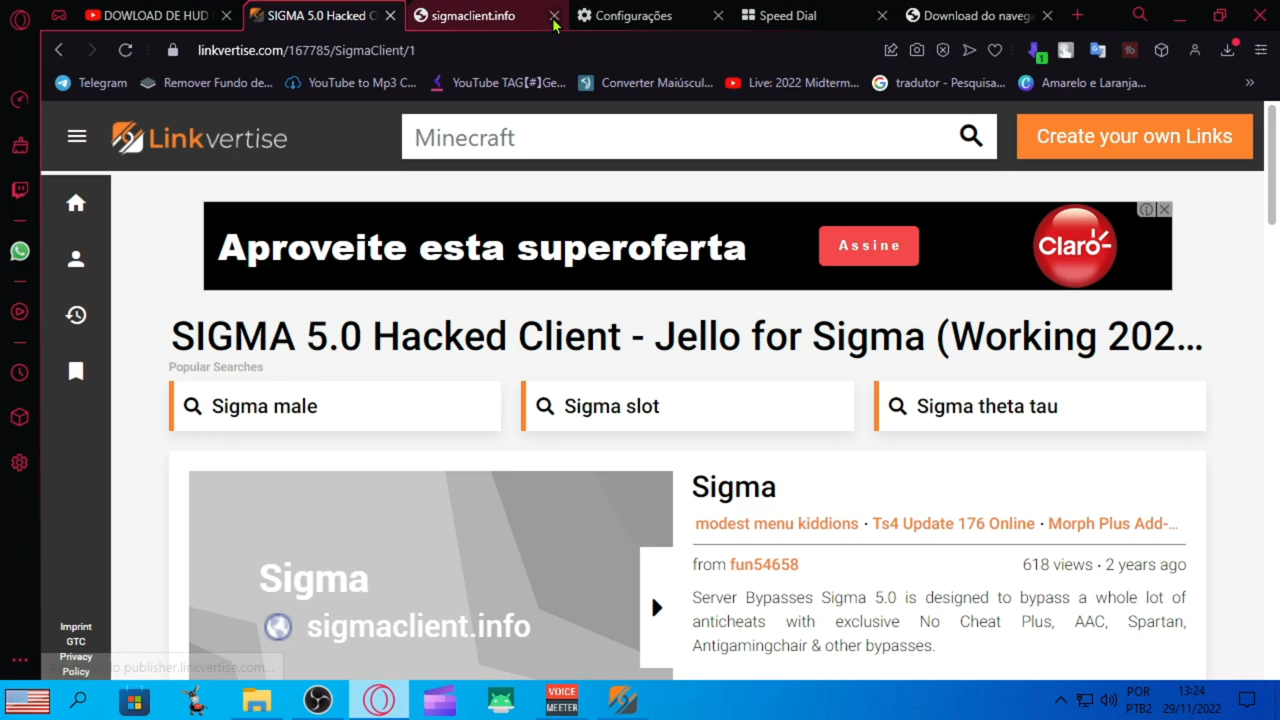 DOWLOAD DE HUD
SIGMA 5.0 Hacked C
sigmaclient.info
Configurações
Speed Dial
Download do naveg
linkvertise.com/167785/SigmaClient/1
1
Telegram
Remover Fundo de...
YouTube to Mp3 C...
YouTube TAG【#】Ge...
Converter Maiúscul...
Live: 2022 Midterm...
tradutor - Pesquisa...
Amarelo e Laranja...
Linkvertise
Minecraft
Create your own Links
Aproveite esta superoferta
Assine
Claro
SIGMA 5.0 Hacked Client - Jello for Sigma (Working 202...
Popular Searches
Sigma male
Sigma slot
Sigma theta tau
Sigma
sigmaclient.info
Sigma
modest menu kiddions · Ts4 Update 176 Online · Morph Plus Add-...
from fun54658
618 views · 2 years ago
Server Bypasses Sigma 5.0 is designed to bypass a whole lot of
anticheats with exclusive No Cheat Plus, AAC, Spartan,
Antigamingchair & other bypasses.
Imprint
GTC
Privacy
Policy
publisher.linkvertise.com...
VOICE
MEETER
POR
PTB2
13:24
29/11/2022